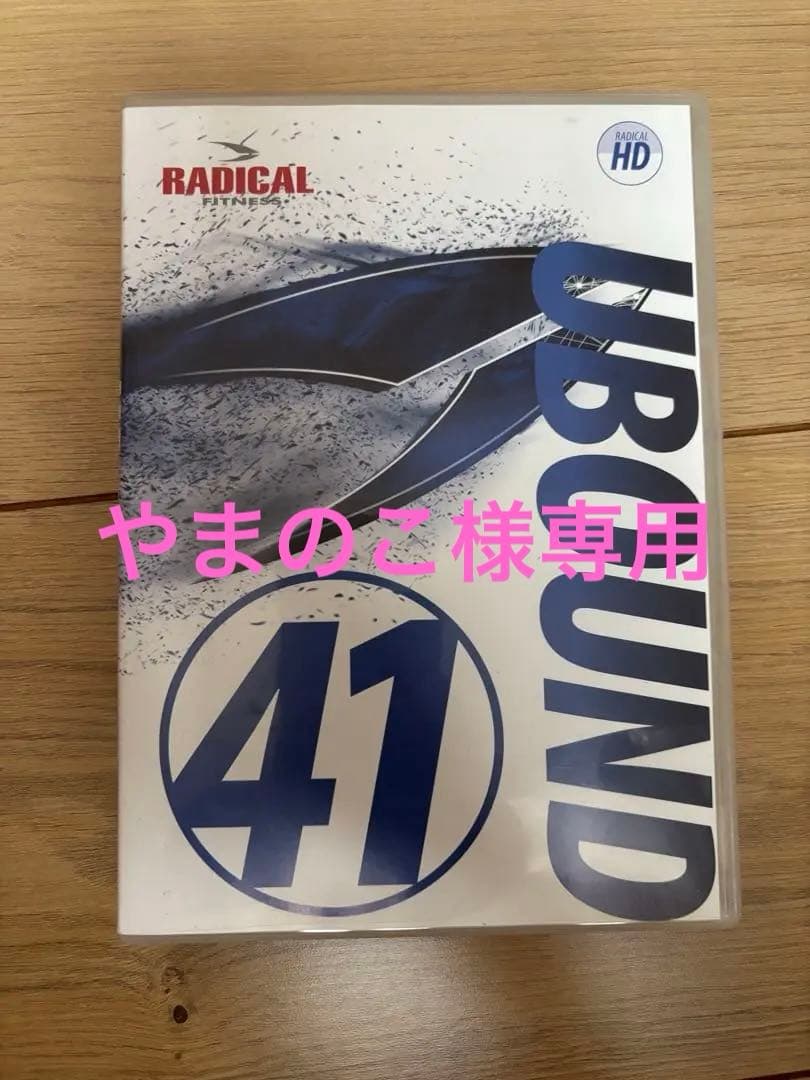 RADICAL
FITNESS
RADICAL
HD
UBOUND
やまのこ様専用
41